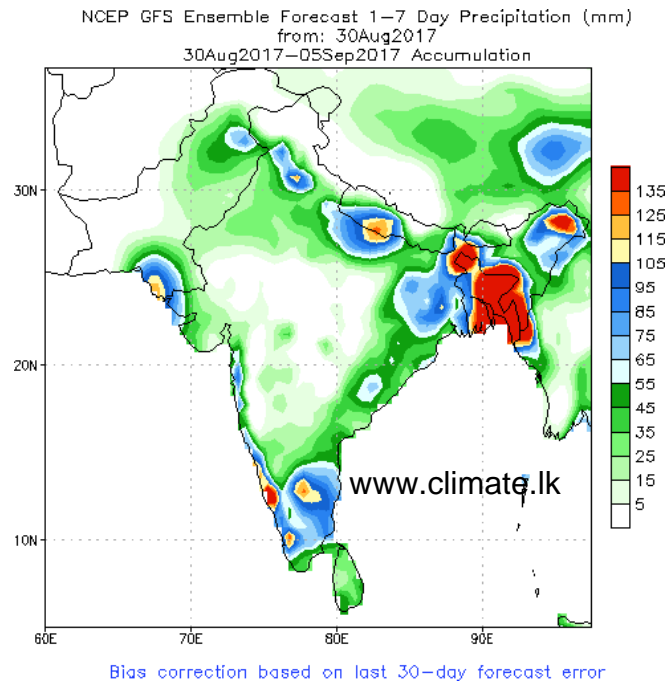 NCEP GFS Ensemble Forecast 1-7 Day Precipitation (mm)
from: 30Aug2017
30Aug2017-05Sep2017 Accumulation
30N
20N
10N
60E
70E
80E
90E
www.climate.lk
135
125
115
105
95
85
75
65
55
45
35
25
15
5
Bias correction based on last 30-day forecast error